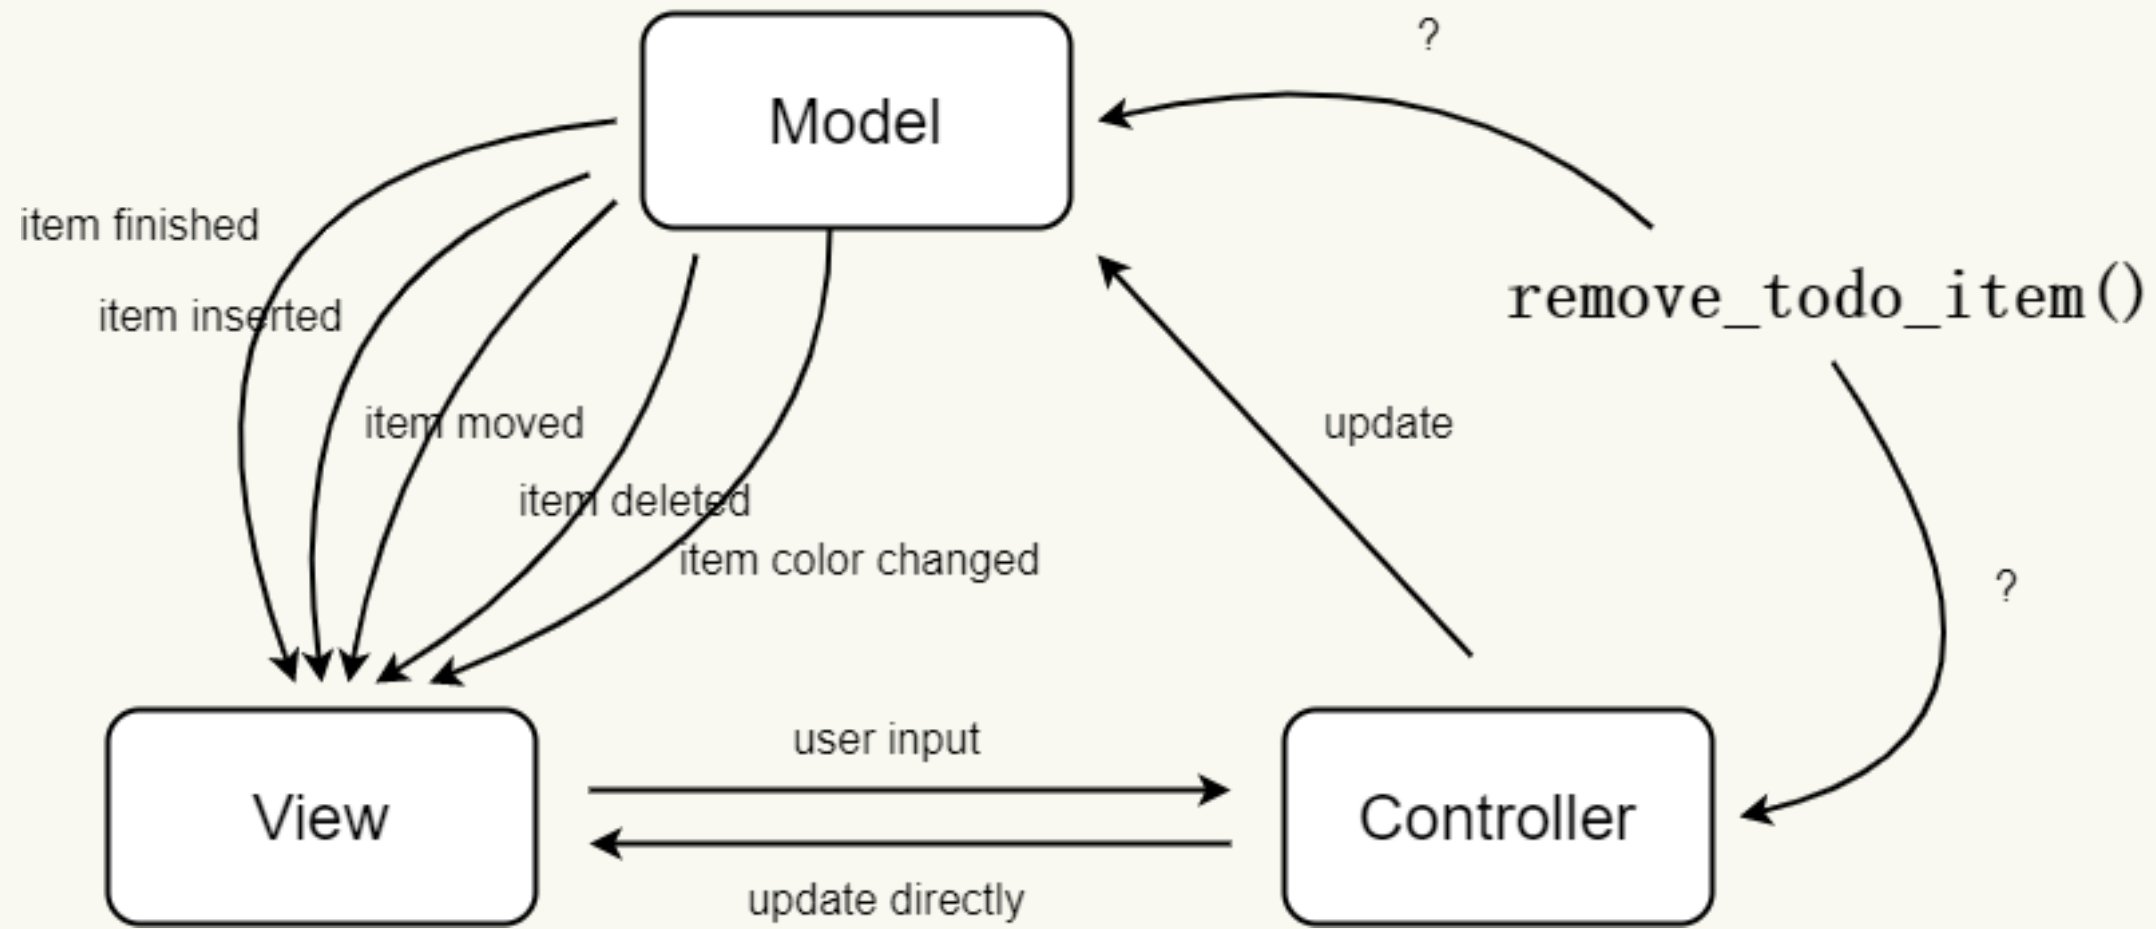 ?
Model
item finished
remove_todo_item()
item inserted
item moved
update
item deleted
item color changed
?
user input
View
Controller
update directly